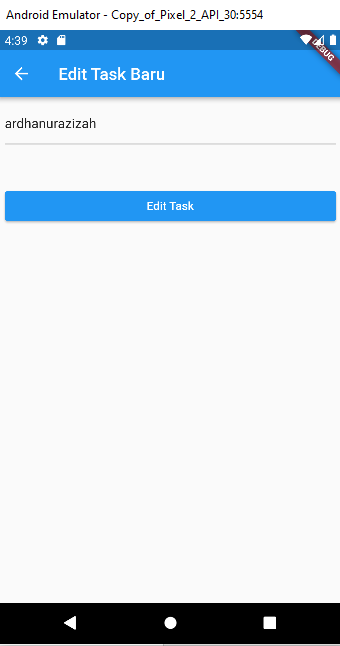 Android Emulator - Copy_of_Pixel_2_API_30:5554
4:39
DEBUG
Edit Task Baru
ardhanurazizah
Edit Task